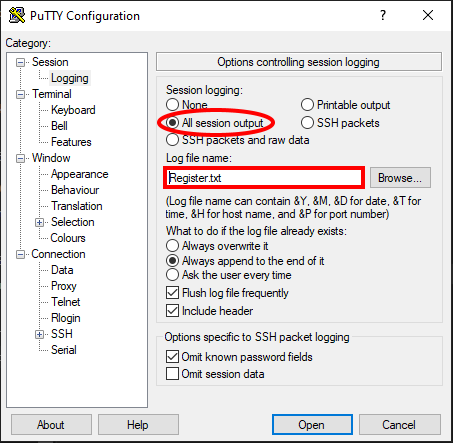 PuTTY Configuration
Category:
Session
Logging
Terminal
Keyboard
Bell
Features
Window
Appearance
Behaviour
Translation
Selection
Colours
Connection
Data
Proxy
Telnet
Rlogin
SSH
Serial
Options controlling session logging
Session logging:
None
Printable output
All session output
SSH packets
SSH packets and raw data
Log file name:
Register.txt
Browse...
(Log file name can contain &Y, &M, &D for date, &T for
time, &H for host name, and &P for port number)
What to do if the log file already exists:
Always overwrite it
Always append to the end of it
Ask the user every time
Flush log file frequently
Include header
Options specific to SSH packet logging
Omit known password fields
Omit session data
About
Help
Open
Cancel